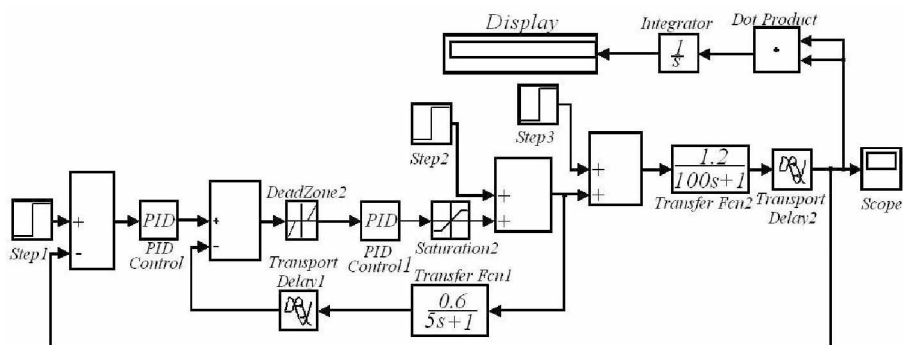 Display
Integrator
Dot Product
1
s
Step3
Step2
+
+
1.2
100s+1
Transfer Fcn2
Transport
Delay2
Scope
Step1
+
-
PID
PID
Control
+
-
DeadZone2
PID
PID
Control1
Saturation2
+
+
Transport
Delay1
Transfer Fcn1
0.6
5s+1